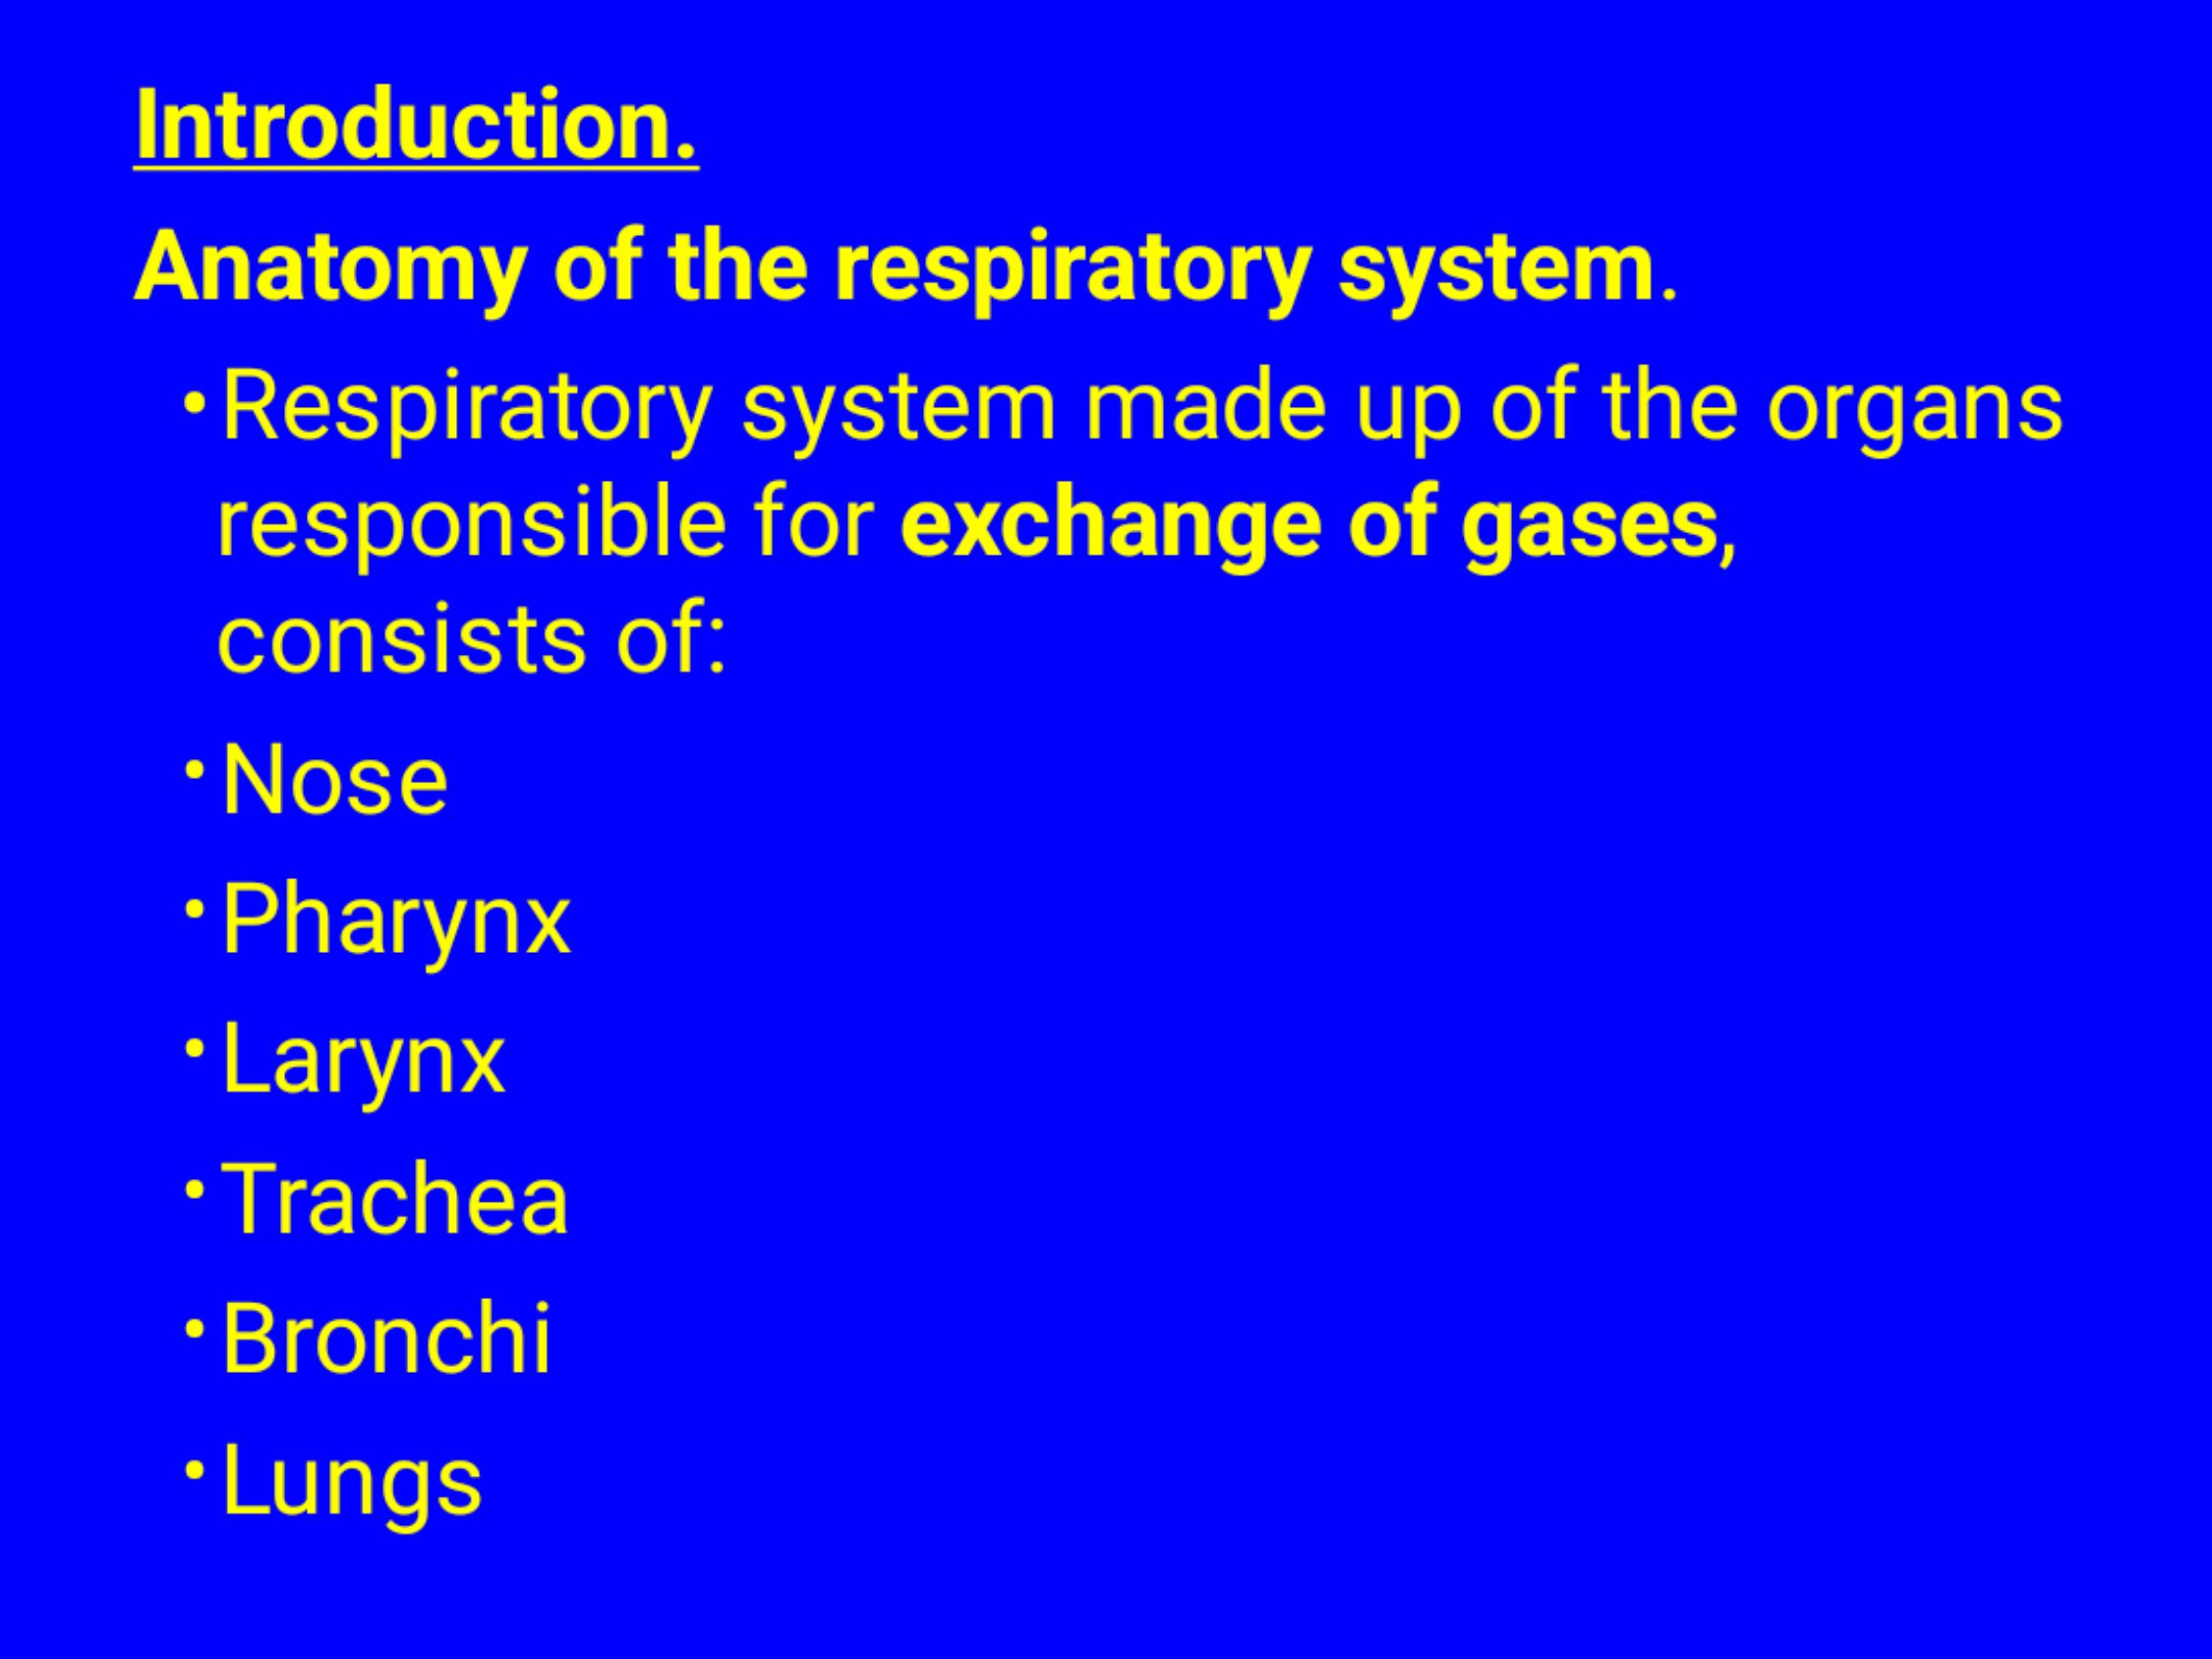 Introduction.
Anatomy of the respiratory system.
•Respiratory system made up of the organs
responsible for exchange of gases,
consists of:
•Nose
•Pharynx
•Larynx
•Trachea
•Bronchi
•Lungs